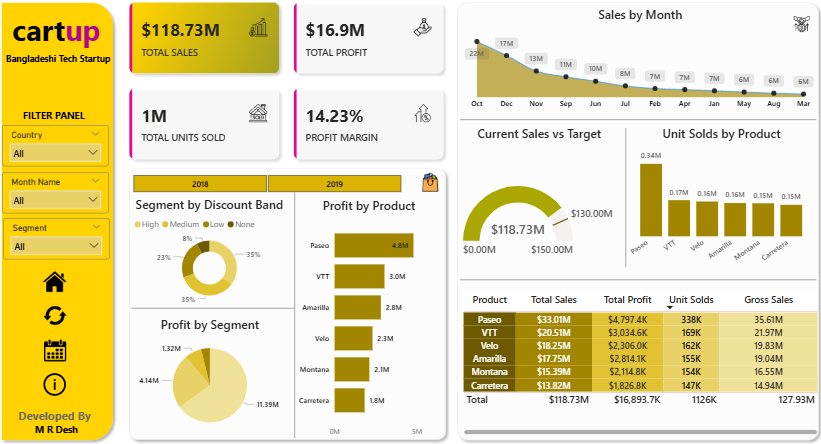 cartup
Bangladeshi Tech Startup
FILTER PANEL
Country
All
Month Name
All
Segment
All
Developed By
M R Desh
$118.73M
TOTAL SALES
$16.9M
TOTAL PROFIT
1M
TOTAL UNITS SOLD
SOLD
14.23%
PROFIT MARGIN
2018 2019
Segment by Discount Band
High Medium Low None
8%
35%
23%
35%
Profit by Segment
1.32M
4.14M
11.39M
Profit by Product
Paseo 4.8M
VTT 3.0M
Amarilla 2.8M
Velo 2.3M
Montana 2.1M
Carretera 1.8M
0M 5M
Sales by Month
22M 17M 13M 11M 10M 8M 7M 7M 7M 6M 6M 6M
Oct Dec Nov Sep Jun Jul Feb Apr Jan May Aug Mar
Current Sales vs Target
$118.73M
$130.00M
$0.00M $150.00M
Unit Solds by Product
0.34M 0.17M 0.16M 0.16M 0.15M 0.15M
Paseo VTT Velo Amarilla Montana Carretera
Product Total Sales Total Profit Unit Solds Gross Sales
Paseo $33.01M $4,797.4K 338K 35.61M
VTT $20.51M $3,034.6K 169K 21.97M
Velo $18.25M $2,306.0K 162K 19.83M
Amarilla $17.75M $2,814.1K 155K 19.04M
Montana $15.39M $2,114.8K 154K 16.55M
Carretera $13.82M $1,826.8K 147K 14.94M
Total $118.73M $16,893.7K 1126K 127.93M